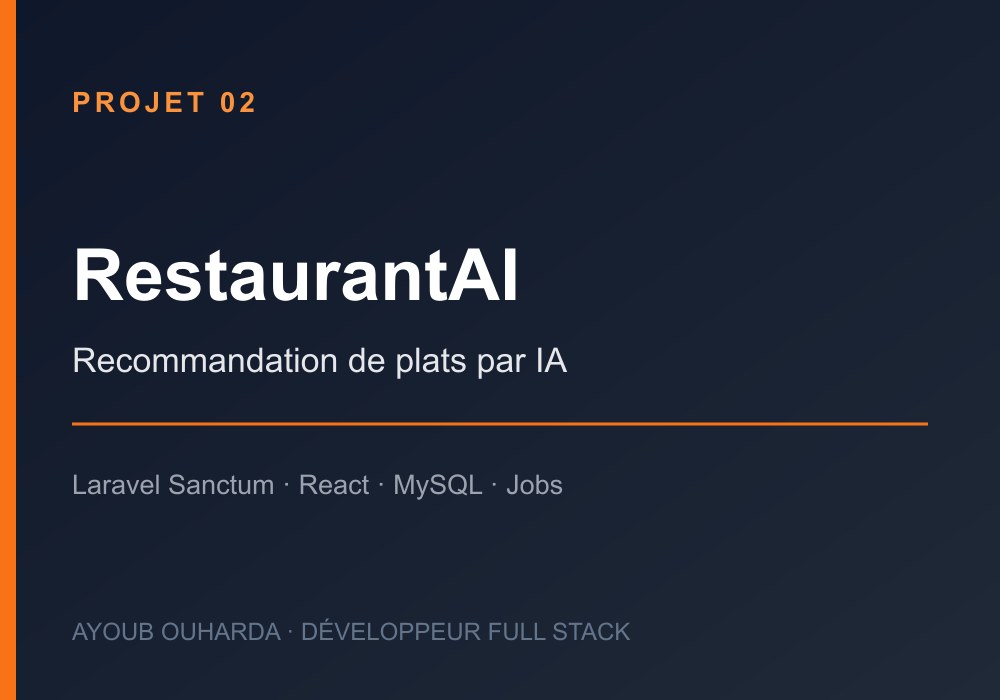 PROJET 02
RestaurantAI
Recommandation de plats par IA
Laravel Sanctum · React · MySQL · Jobs
AYOUB OUHARDA · DÉVELOPPEUR FULL STACK